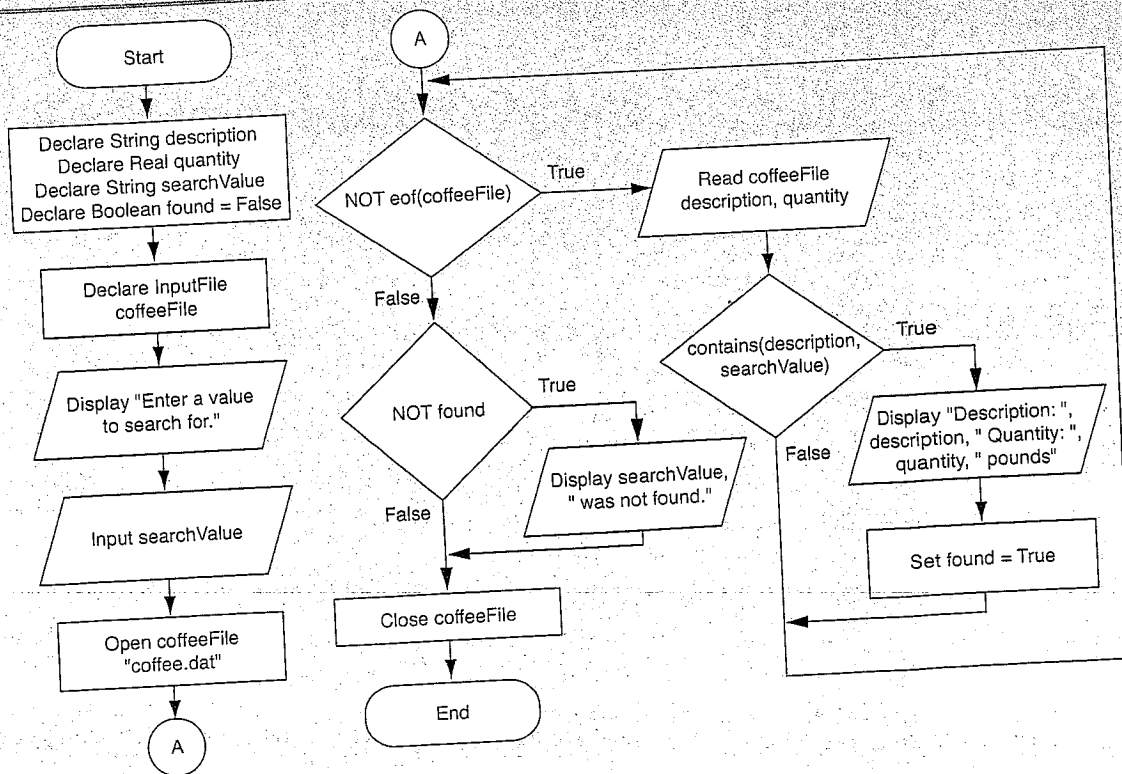 Start
Declare String description
Declare Real quantity
Declare String searchValue
Declare Boolean found = False
Declare InputFile
coffeeFile
Display "Enter a value
to search for."
Input searchValue
Open coffeeFile
"coffee.dat"
A
A
NOT eof(coffeeFile)
True
Read coffeeFile
description, quantity
False
contains(description,
searchValue)
True
Display "Description: ",
description, " Quantity: ",
quantity, " pounds"
False
Set found = True
NOT found
True
Display searchValue,
" was not found."
False
Close coffeeFile
End